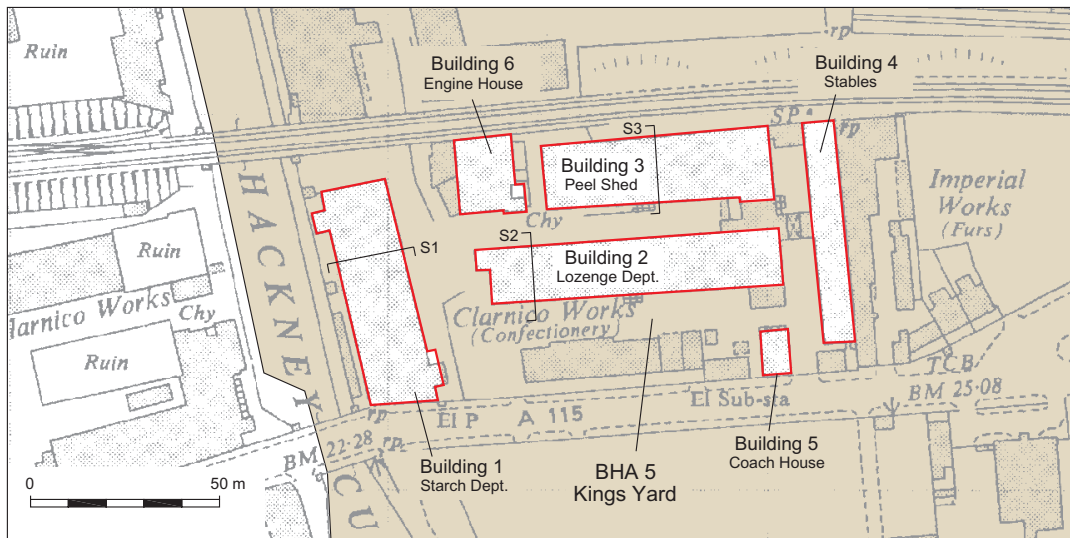 Ruin
Building 6
Engine House
rp
Building 4
Stables
SP
rp
S3
Building 3
Peel Shed
Imperial
Works
(Furs)
HACKNEY CU
Chy
S1
S2
Building 2
Lozenge Dept.
Ruin
Clarnico Works
(Confectionery)
larnico Works
Chy
Ruin
TCB
BM 25·08
El Sub-sta
rp
El P
A 115
BM 22·28
rp
Building 5
Coach House
Building 1
Starch Dept.
BHA 5
Kings Yard
0
50 m